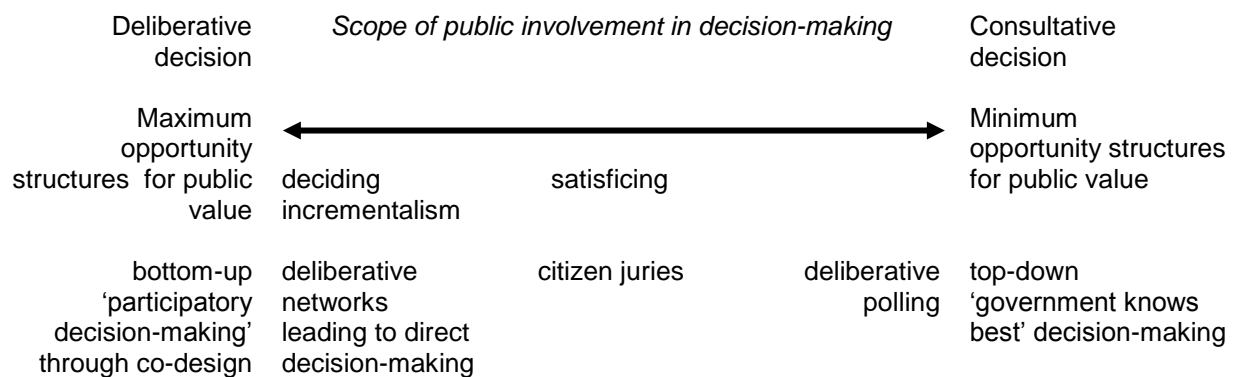 Deliberative
decision
Scope of public involvement in decision-making
Consultative
decision
Maximum
opportunity
structures for public
value
Minimum
opportunity structures
for public value
deciding
incrementalism
satisficing
bottom-up
‘participatory
decision-making’
through co-design
deliberative
networks
leading to direct
decision-making
citizen juries
deliberative
polling
top-down
‘government knows
best’ decision-making